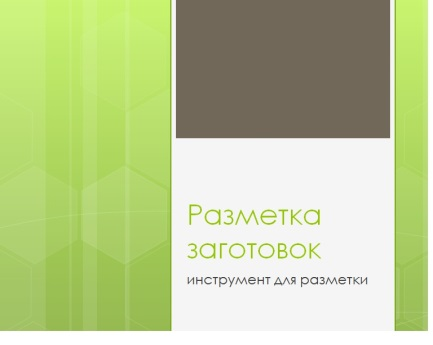 Разметка
заготовок
инструмент для разметки